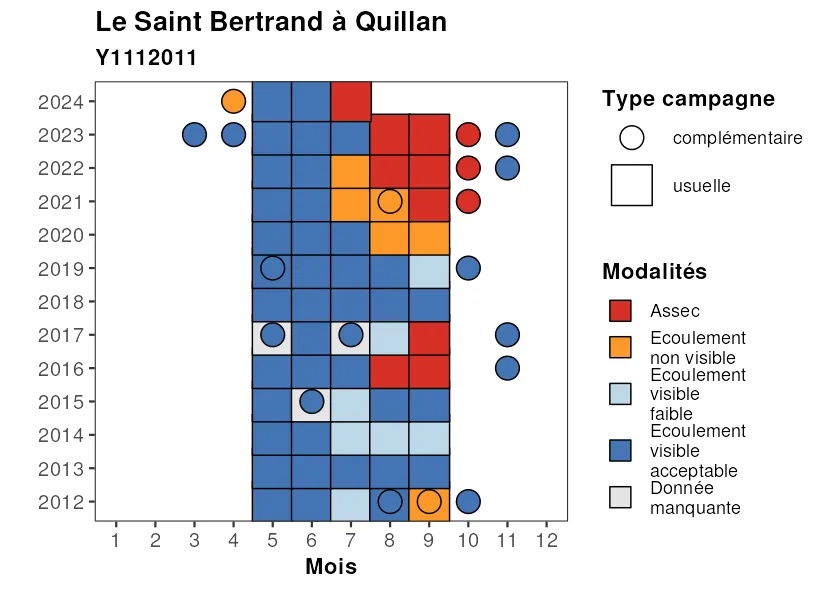 Le Saint Bertrand à Quillan
Y1112011
2024
2023
2022
2021
2020
2019
2018
2017
2016
2015
2014
2013
2012
1 2 3 4 5 6 7 8 9 10 11 12
Mois
Type campagne
complémentaire
usuelle
Modalités
Assec
Ecoulement
non visible
Ecoulement
visible
faible
Ecoulement
visible
acceptable
Donnée
manquante